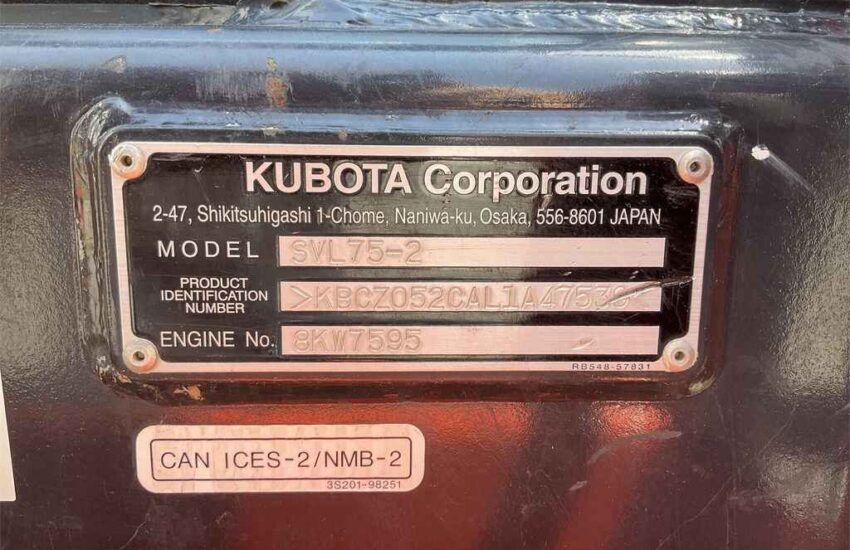 KUBOTA Corporation
2-47, Shikitsuhigashi 1-Chome, Naniwa-ku, Osaka, 556-8601 JAPAN
MODEL SVL75-2
PRODUCT
IDENTIFICATION
NUMBER
ENGINE No. 8KW7595
RB548-57831
CAN ICES-2/NMB-2
3S201-98251